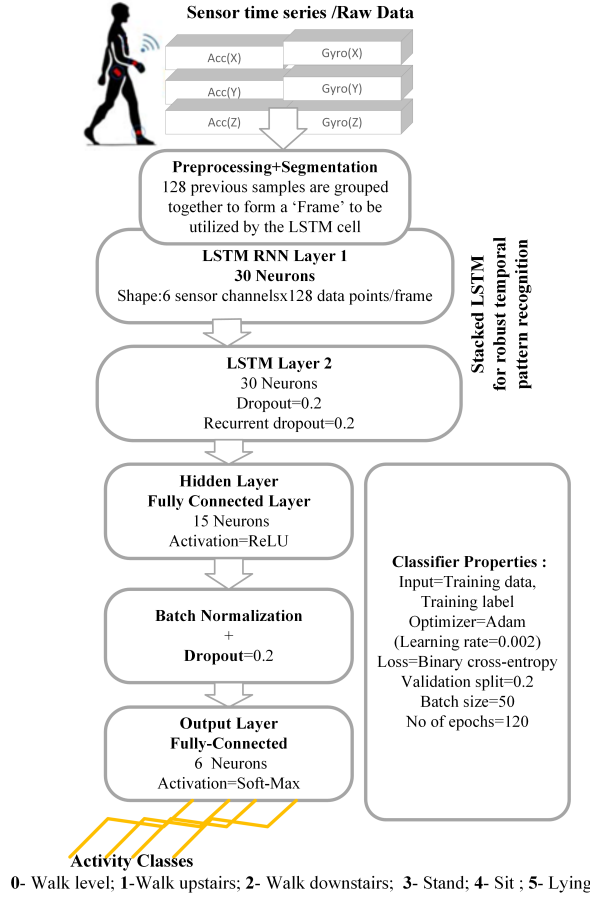 Sensor time series /Raw Data
Acc(X)
Gyro(X)
Acc(Y)
Gyro(Y)
Acc(Z)
Gyro(Z)
Preprocessing+Segmentation
128 previous samples are grouped
together to form a ‘Frame’ to be
utilized by the LSTM cell
LSTM RNN Layer 1
30 Neurons
Shape:6 sensor channelsx128 data points/frame
Stacked LSTM
for robust temporal
pattern recognition
LSTM Layer 2
30 Neurons
Dropout=0.2
Recurrent dropout=0.2
Hidden Layer
Fully Connected Layer
15 Neurons
Activation=ReLU
Batch Normalization
+
Dropout=0.2
Output Layer
Fully-Connected
6 Neurons
Activation=Soft-Max
Classifier Properties :
Input=Training data,
Training label
Optimizer=Adam
(Learning rate=0.002)
Loss=Binary cross-entropy
Validation split=0.2
Batch size=50
No of epochs=120
Activity Classes
0- Walk level; 1-Walk upstairs; 2- Walk downstairs; 3- Stand; 4- Sit ; 5- Lying